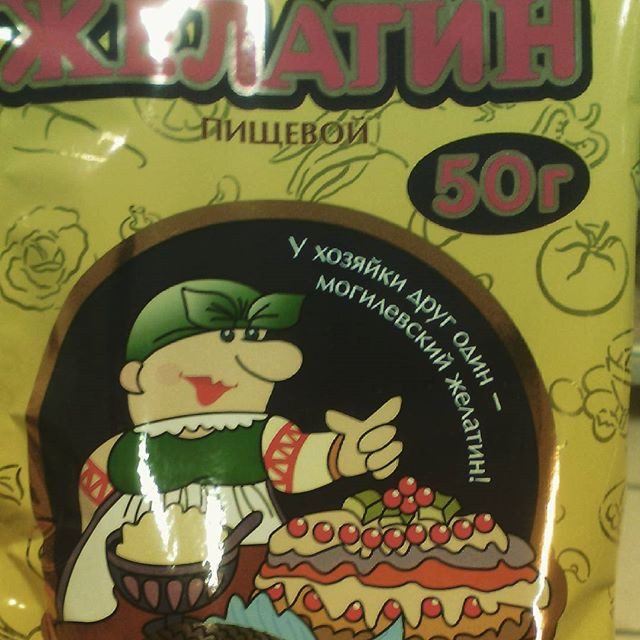 ЖЕЛАТИН
ПИЩЕВОЙ
50г
У ХОЗЯЙКИ ДРУГ ОДИН –
МОГИЛЕВСКИЙ ЖЕЛАТИН!